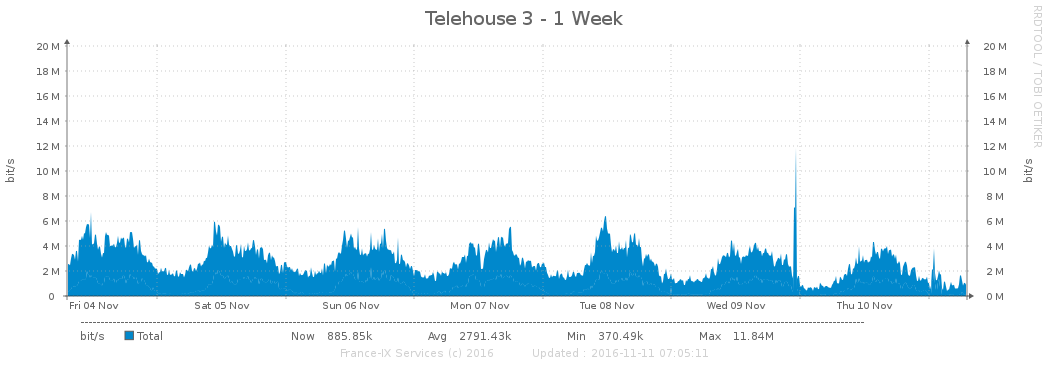 Telehouse 3 - 1 Week
RRDTOOL / TOBI OETIKER
bit/s
bit/s
20 M 20 M
18 M 18 M
16 M 16 M
14 M 14 M
12 M 12 M
10 M 10 M
8 M 8 M
6 M 6 M
4 M 4 M
2 M 2 M
0 0 M
Fri 04 Nov Sat 05 Nov Sun 06 Nov Mon 07 Nov Tue 08 Nov Wed 09 Nov Thu 10 Nov
bit/s Total Now 885.85k Avg 2791.43k Min 370.49k Max 11.84M
France-IX Services (c) 2016 Updated : 2016-11-11 07:05:11